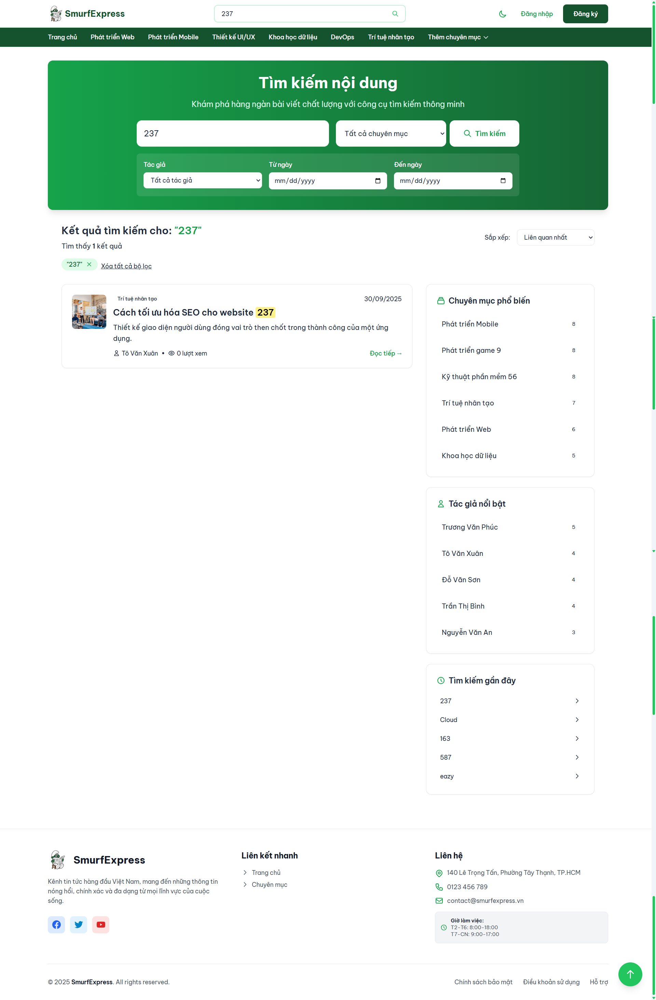 SmurfExpress
237
Đăng nhập
Đăng ký
Trang chủ
Phát triển Web
Phát triển Mobile
Thiết kế UI/UX
Khoa học dữ liệu
DevOps
Trí tuệ nhân tạo
Thêm chuyên mục
Tìm kiếm nội dung
Khám phá hàng ngàn bài viết chất lượng với công cụ tìm kiếm thông minh
237
Tất cả chuyên mục
Tìm kiếm
Tác giả
Từ ngày
Đến ngày
Tất cả tác giả
mm/dd/yyyy
mm/dd/yyyy
Kết quả tìm kiếm cho: "237"
Tìm thấy 1 kết quả
Sắp xếp:
Liên quan nhất
"237"
Xóa tất cả bộ lọc
Trí tuệ nhân tạo
30/09/2025
Cách tối ưu hóa SEO cho website 237
Thiết kế giao diện người dùng đóng vai trò then chốt trong thành công của một ứng
dụng.
Tô Văn Xuân • 0 lượt xem
Đọc tiếp →
Chuyên mục phổ biến
Phát triển Mobile 8
Phát triển game 9 8
Kỹ thuật phần mềm 56 8
Trí tuệ nhân tạo 7
Phát triển Web 6
Khoa học dữ liệu 5
Tác giả nổi bật
Trương Văn Phúc 5
Tô Văn Xuân 4
Đỗ Văn Sơn 4
Trần Thị Bình 4
Nguyễn Văn An 3
Tìm kiếm gần đây
237
Cloud
163
587
eazy
SmurfExpress
Kênh tin tức hàng đầu Việt Nam, mang đến những thông tin
nóng hổi, chính xác và đa dạng từ mọi lĩnh vực của cuộc
sống.
Liên kết nhanh
Trang chủ
Chuyên mục
Liên hệ
140 Lê Trọng Tấn, Phường Tây Thạnh, TP.HCM
0123 456 789
contact@smurfexpress.vn
Giờ làm việc:
T2-T6: 8:00-18:00
T7-CN: 9:00-17:00
© 2025 SmurfExpress. All rights reserved.
Chính sách bảo mật
Điều khoản sử dụng
Hỗ trợ